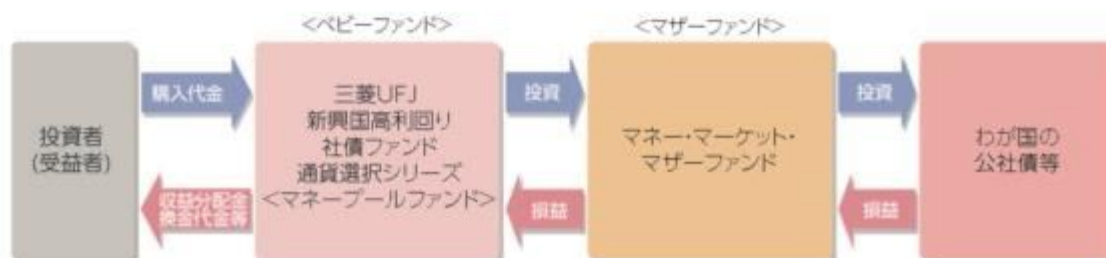 <ベビーファンド>
<マザーファンド>
投資者
(受益者)
購入代金
収益分配金
換金代金等
三菱UFJ
新興国高利回り
社債ファンド
通貨選択シリーズ
<マネープールファンド>
投資
損益
マネー・マーケット・
マザーファンド
投資
損益
わが国の
公社債等